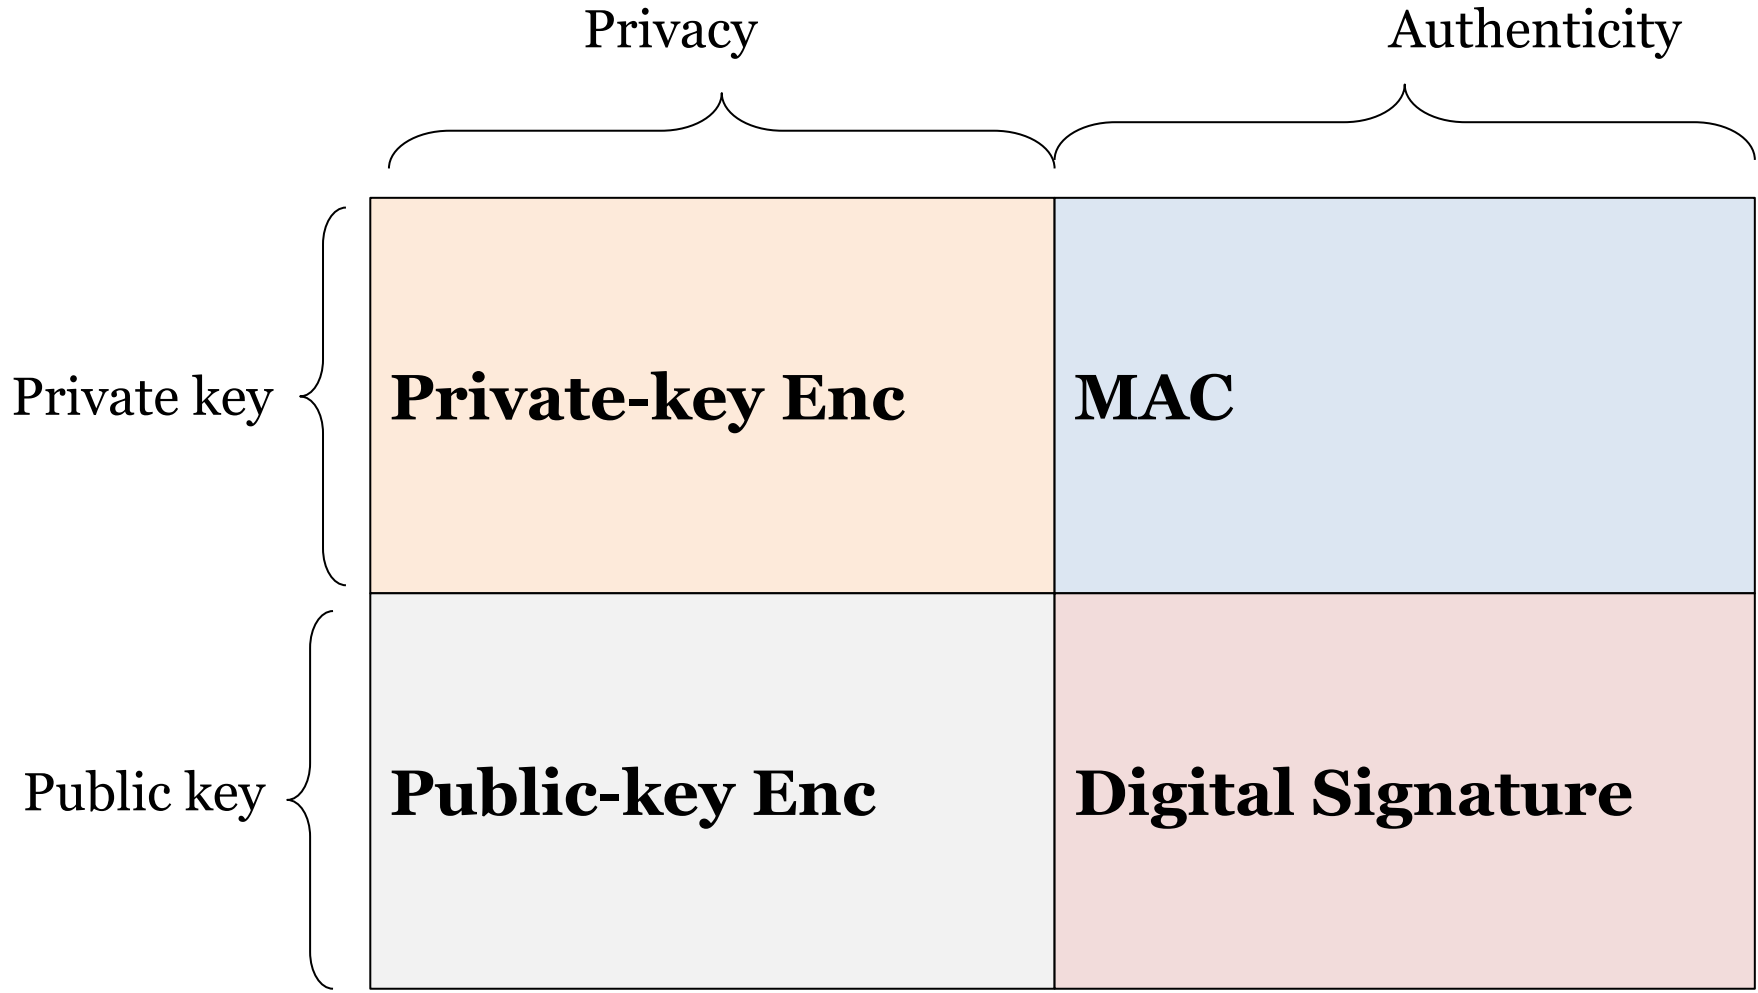 Privacy
Authenticity
Private key
Private-key Enc
MAC
Public key
Public-key Enc
Digital Signature